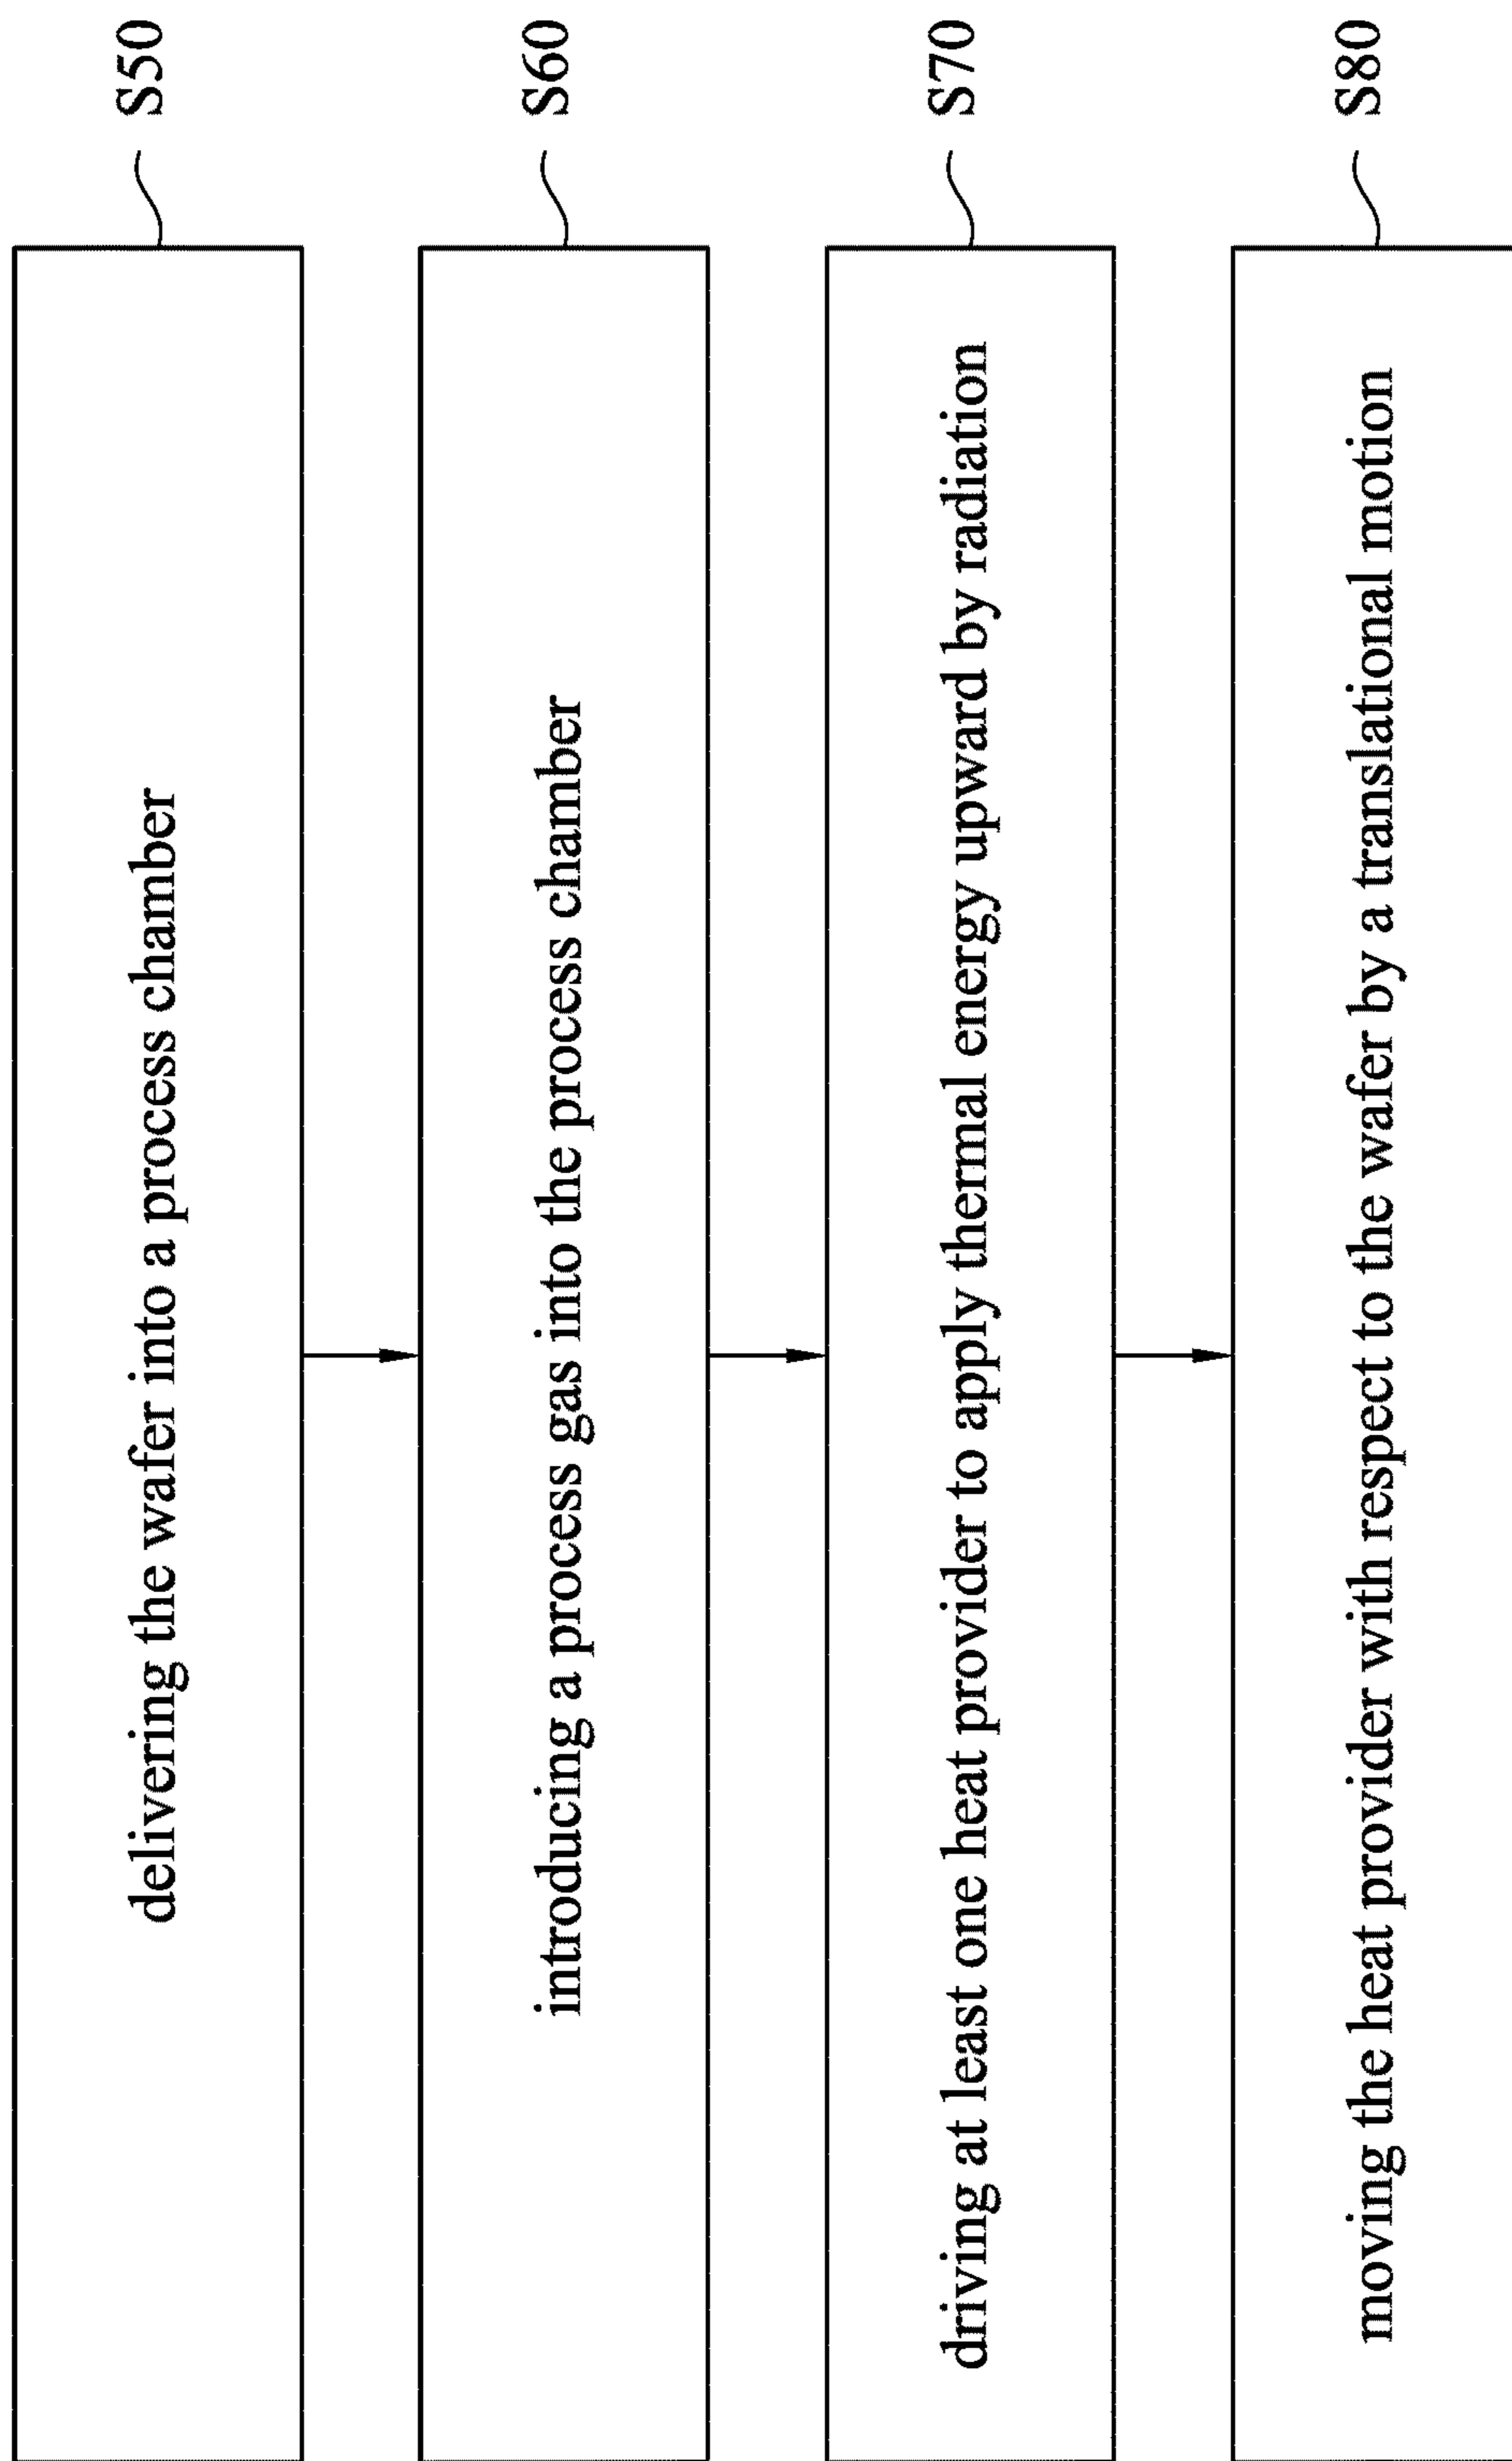 delivering the wafer into a process chamber
S50
introducing a process gas into the process chamber
S60
driving at least one heat provider to apply thermal energy upward by radiation
S70
moving the heat provider with respect to the wafer by a translational motion
S80